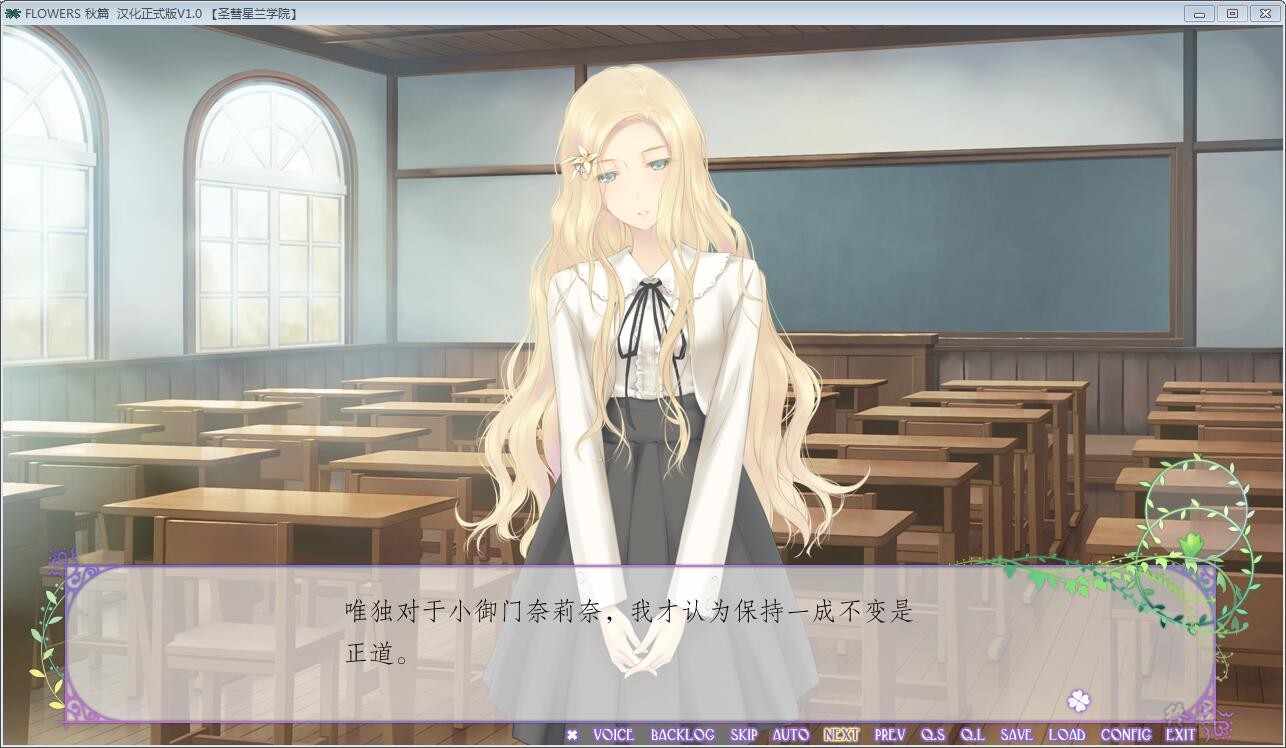 FLOWERS 秋篇 汉化正式版V1.0 【圣彗星兰学院】
唯独对于小御门奈莉奈，我才认为保持一成不变是
正道。
VOICE BACKLOG SKIP AUTO NEXT PREV Q.S Q.L SAVE LOAD CONFIG EXIT